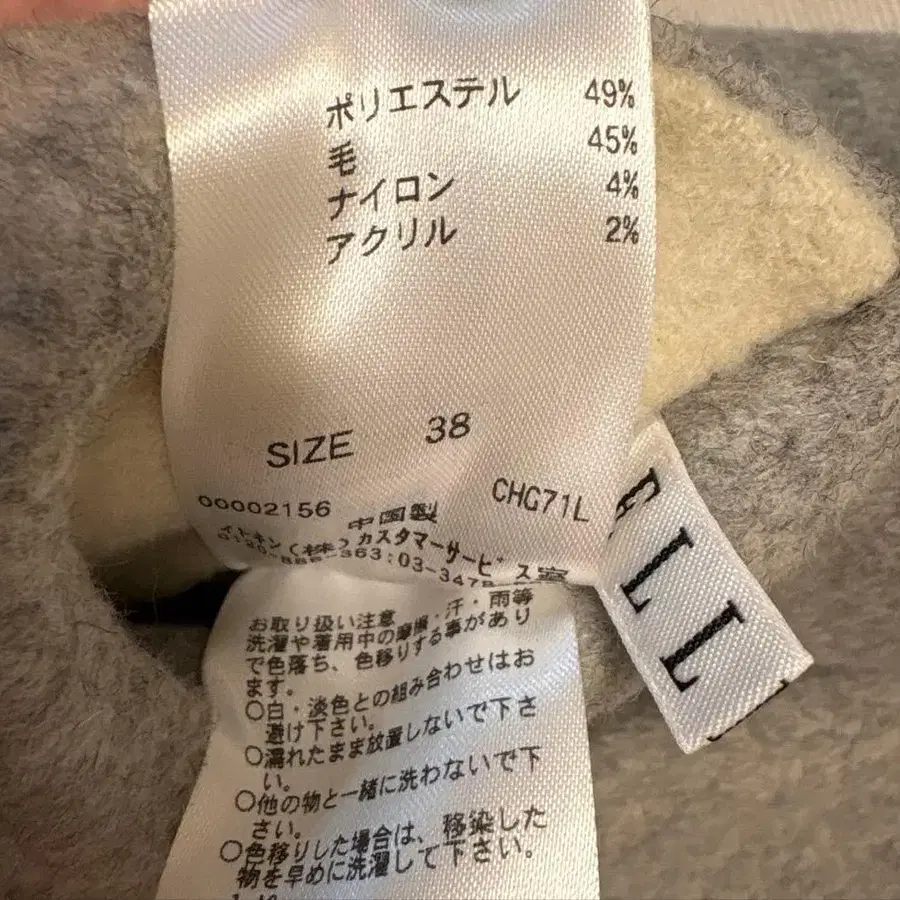 ポリエステル 49%
毛 45%
ナイロン 4%
アクリル 2%
SIZE 38
00002156 中国製 CHG71L
イトキン(株)カスタマーサービス室
363:03-3478
LL
お取り扱い注意
洗濯や着用中の摩擦・汗・雨等
で色落ち、色移りする事があり
ます。
○白・淡色との組み合わせはお
避け下さい。
○濡れたまま放置しないで下さ
い。
○他の物と一緒に洗わないで下
さい。
○色移りした場合は、移染した
物を早めに洗濯して下さい。